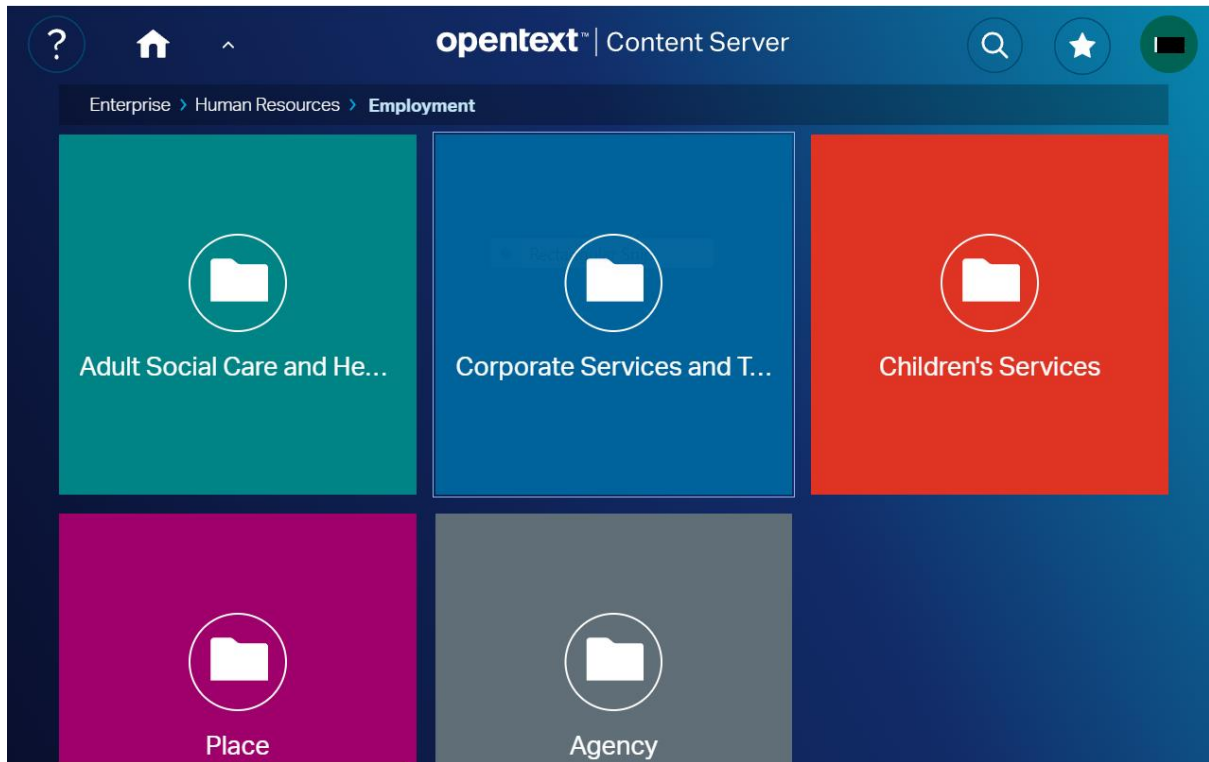 ?
opentext™ | Content Server
Enterprise > Human Resources > Employment
Adult Social Care and He...
Corporate Services and T...
Children's Services
Place
Agency